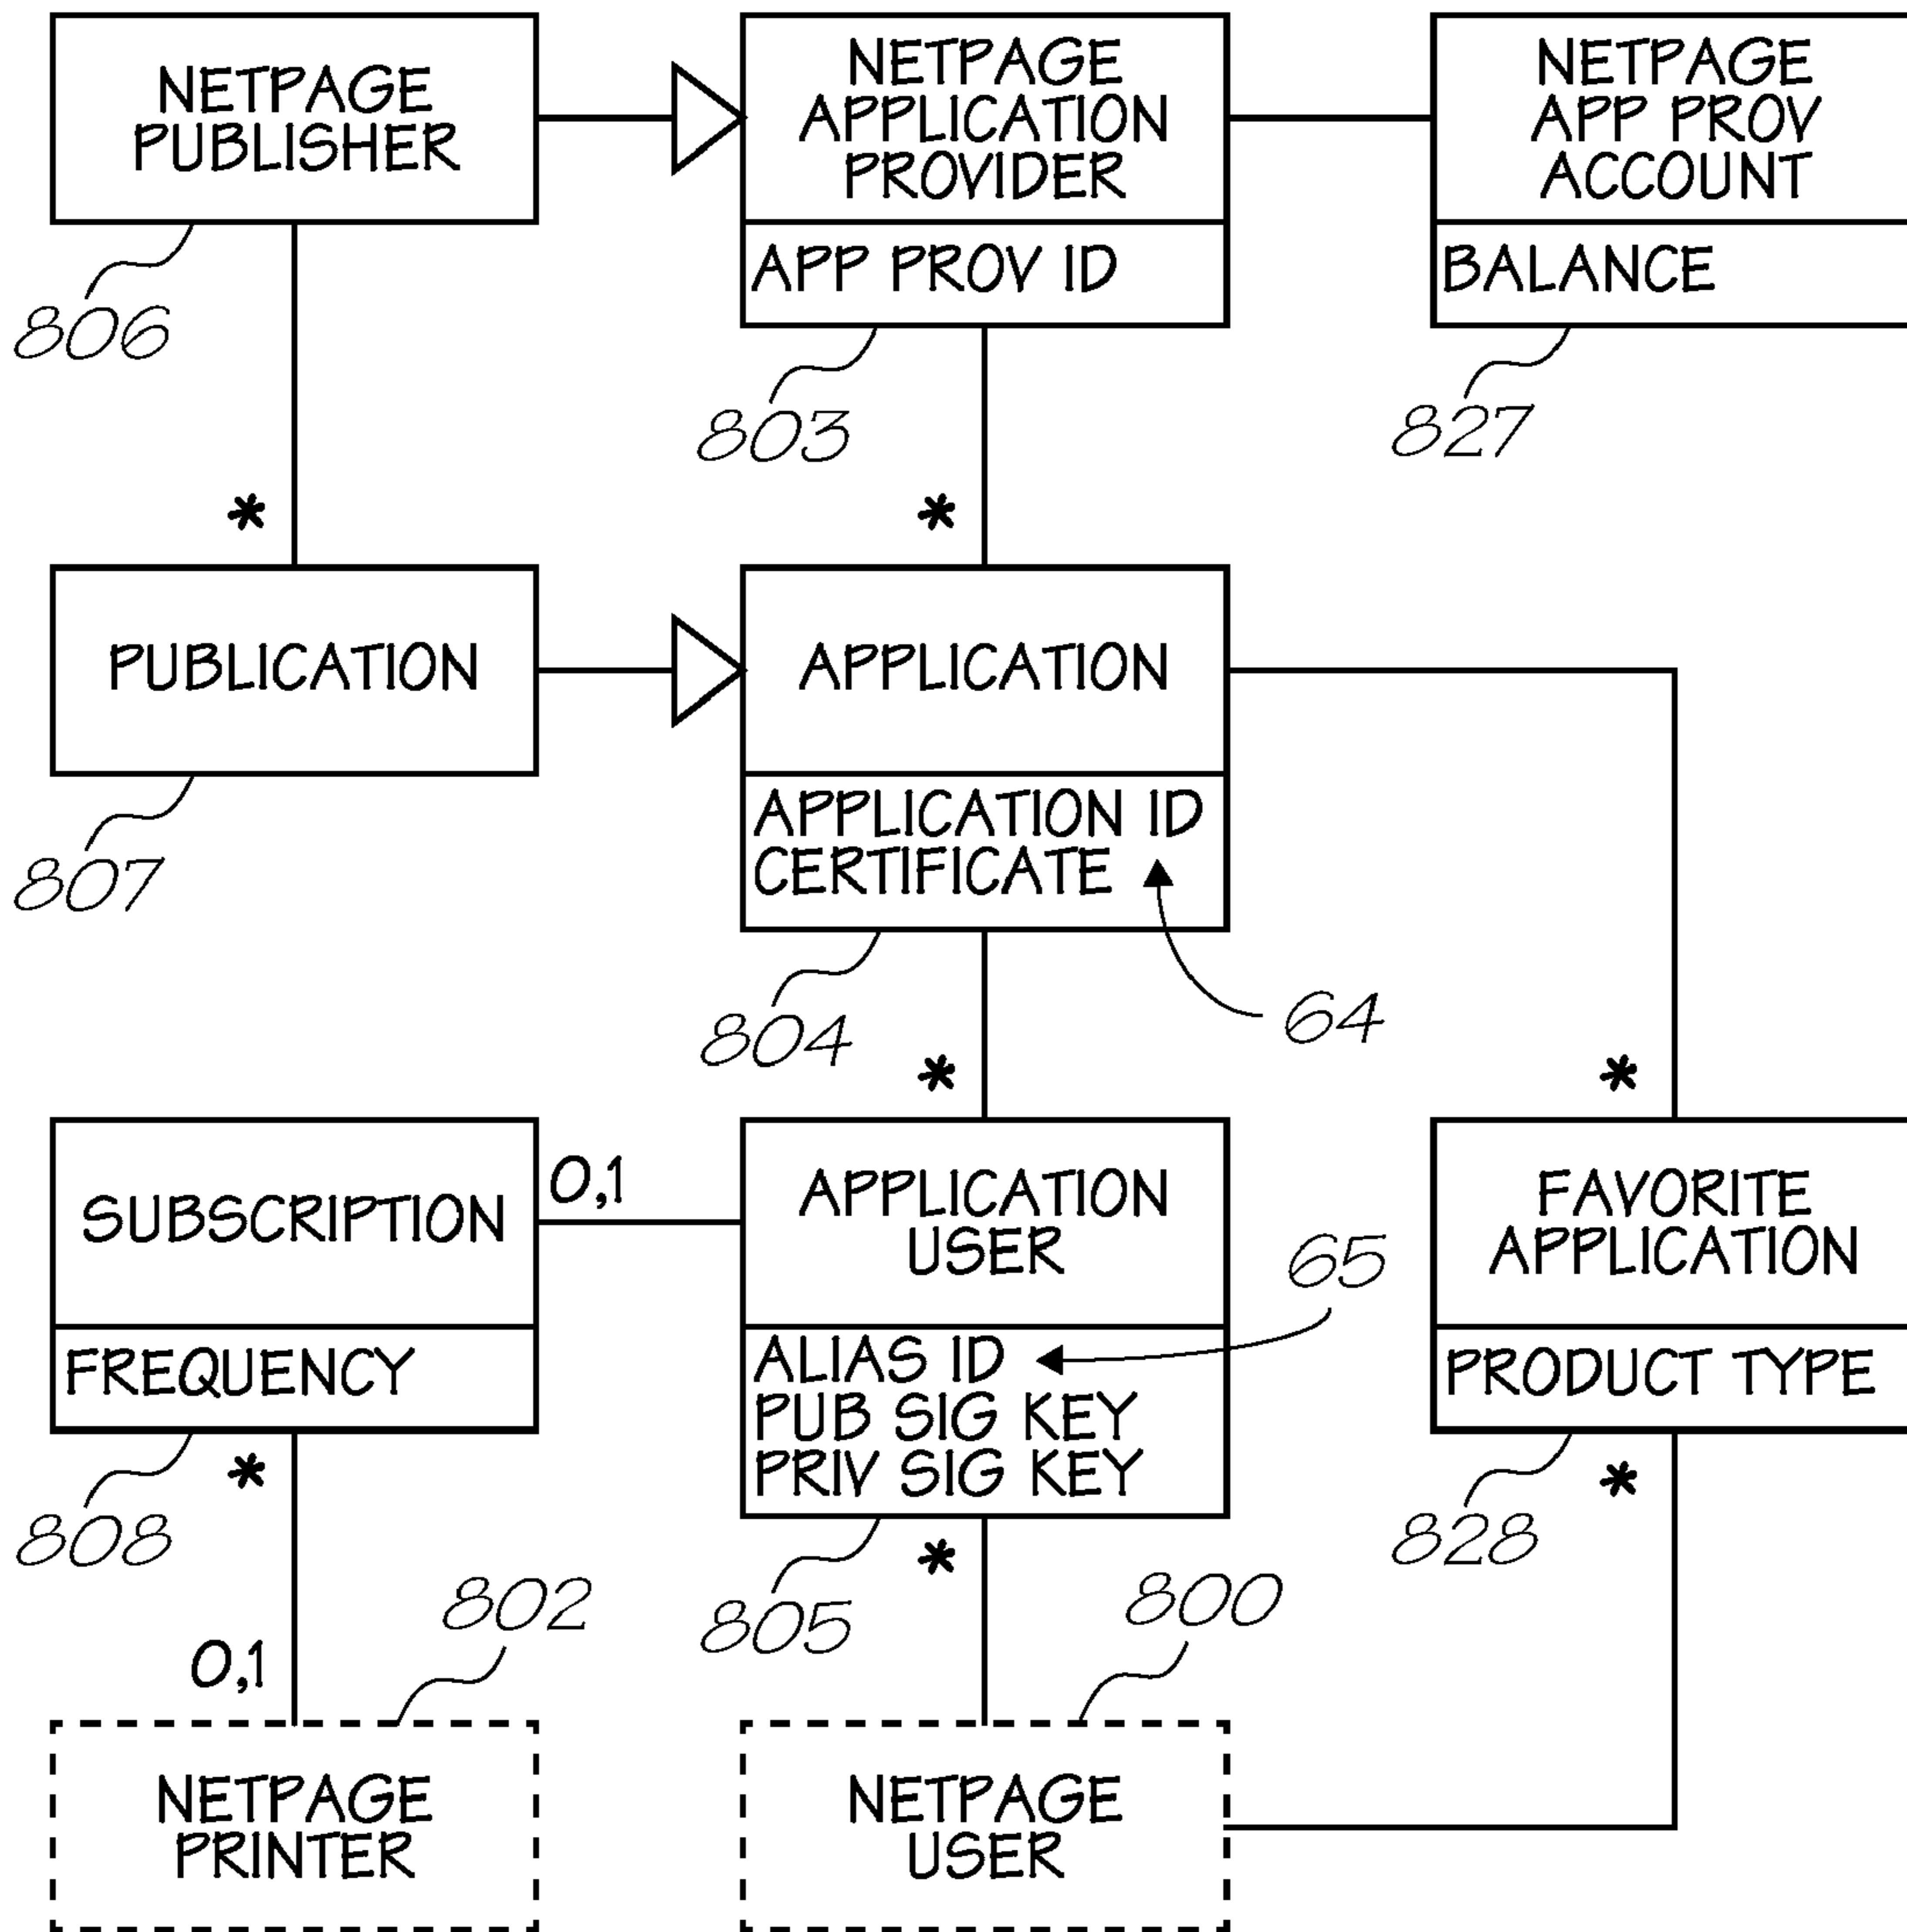 NETPAGE
PUBLISHER
806
NETPAGE
APPLICATION
PROVIDER
APP PROV ID
803
NETPAGE
APP PROV
ACCOUNT
BALANCE
827
*
PUBLICATION
807
*
APPLICATION
APPLICATION ID
CERTIFICATE
804
64
SUBSCRIPTION
FREQUENCY
808
0,1
*
APPLICATION
USER
ALIAS ID
PUB SIG KEY
PRIV SIG KEY
65
805
*
FAVORITE
APPLICATION
PRODUCT TYPE
828
*
*
0,1
802
NETPAGE
PRINTER
*
800
NETPAGE
USER